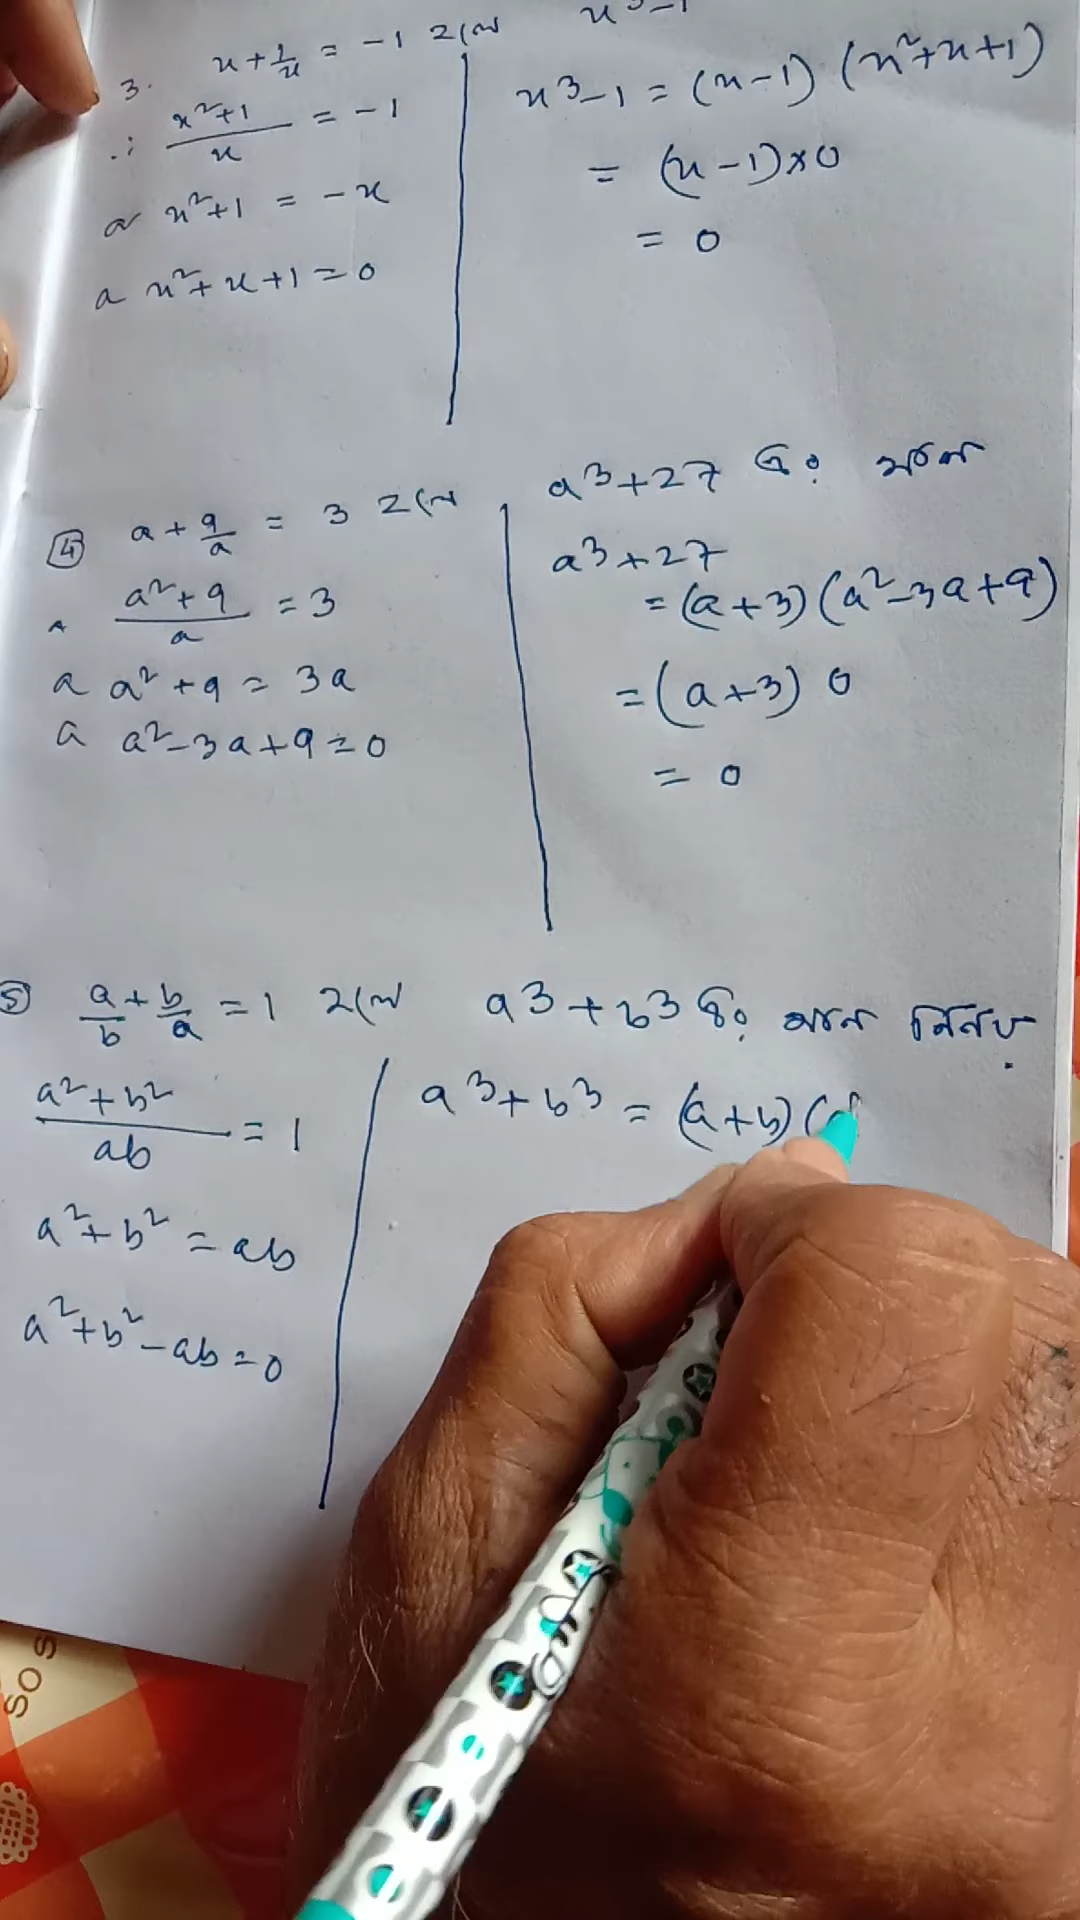 3. x + 1/x = -1 হলে x³-1
∴ (x²+1)/x = -1
x³-1 = (x-1) (x²+x+1)
= (x-1)×0
= 0
বা x²+1 = -x
বা x²+x+1=0
④ a + 9/a = 3 হলে a³+27 এর মান
(a²+9)/a = 3
বা a²+9 = 3a
বা a²-3a+9=0
a³+27
= (a+3)(a²-3a+9)
= (a+3) 0
= 0
⑤ a/b + b/a = 1 হলে a³+b³ এর মান
(a²+b²)/ab = 1
a²+b² = ab
a²+b²-ab=0
a³+b³ = (a+b)(
SOS